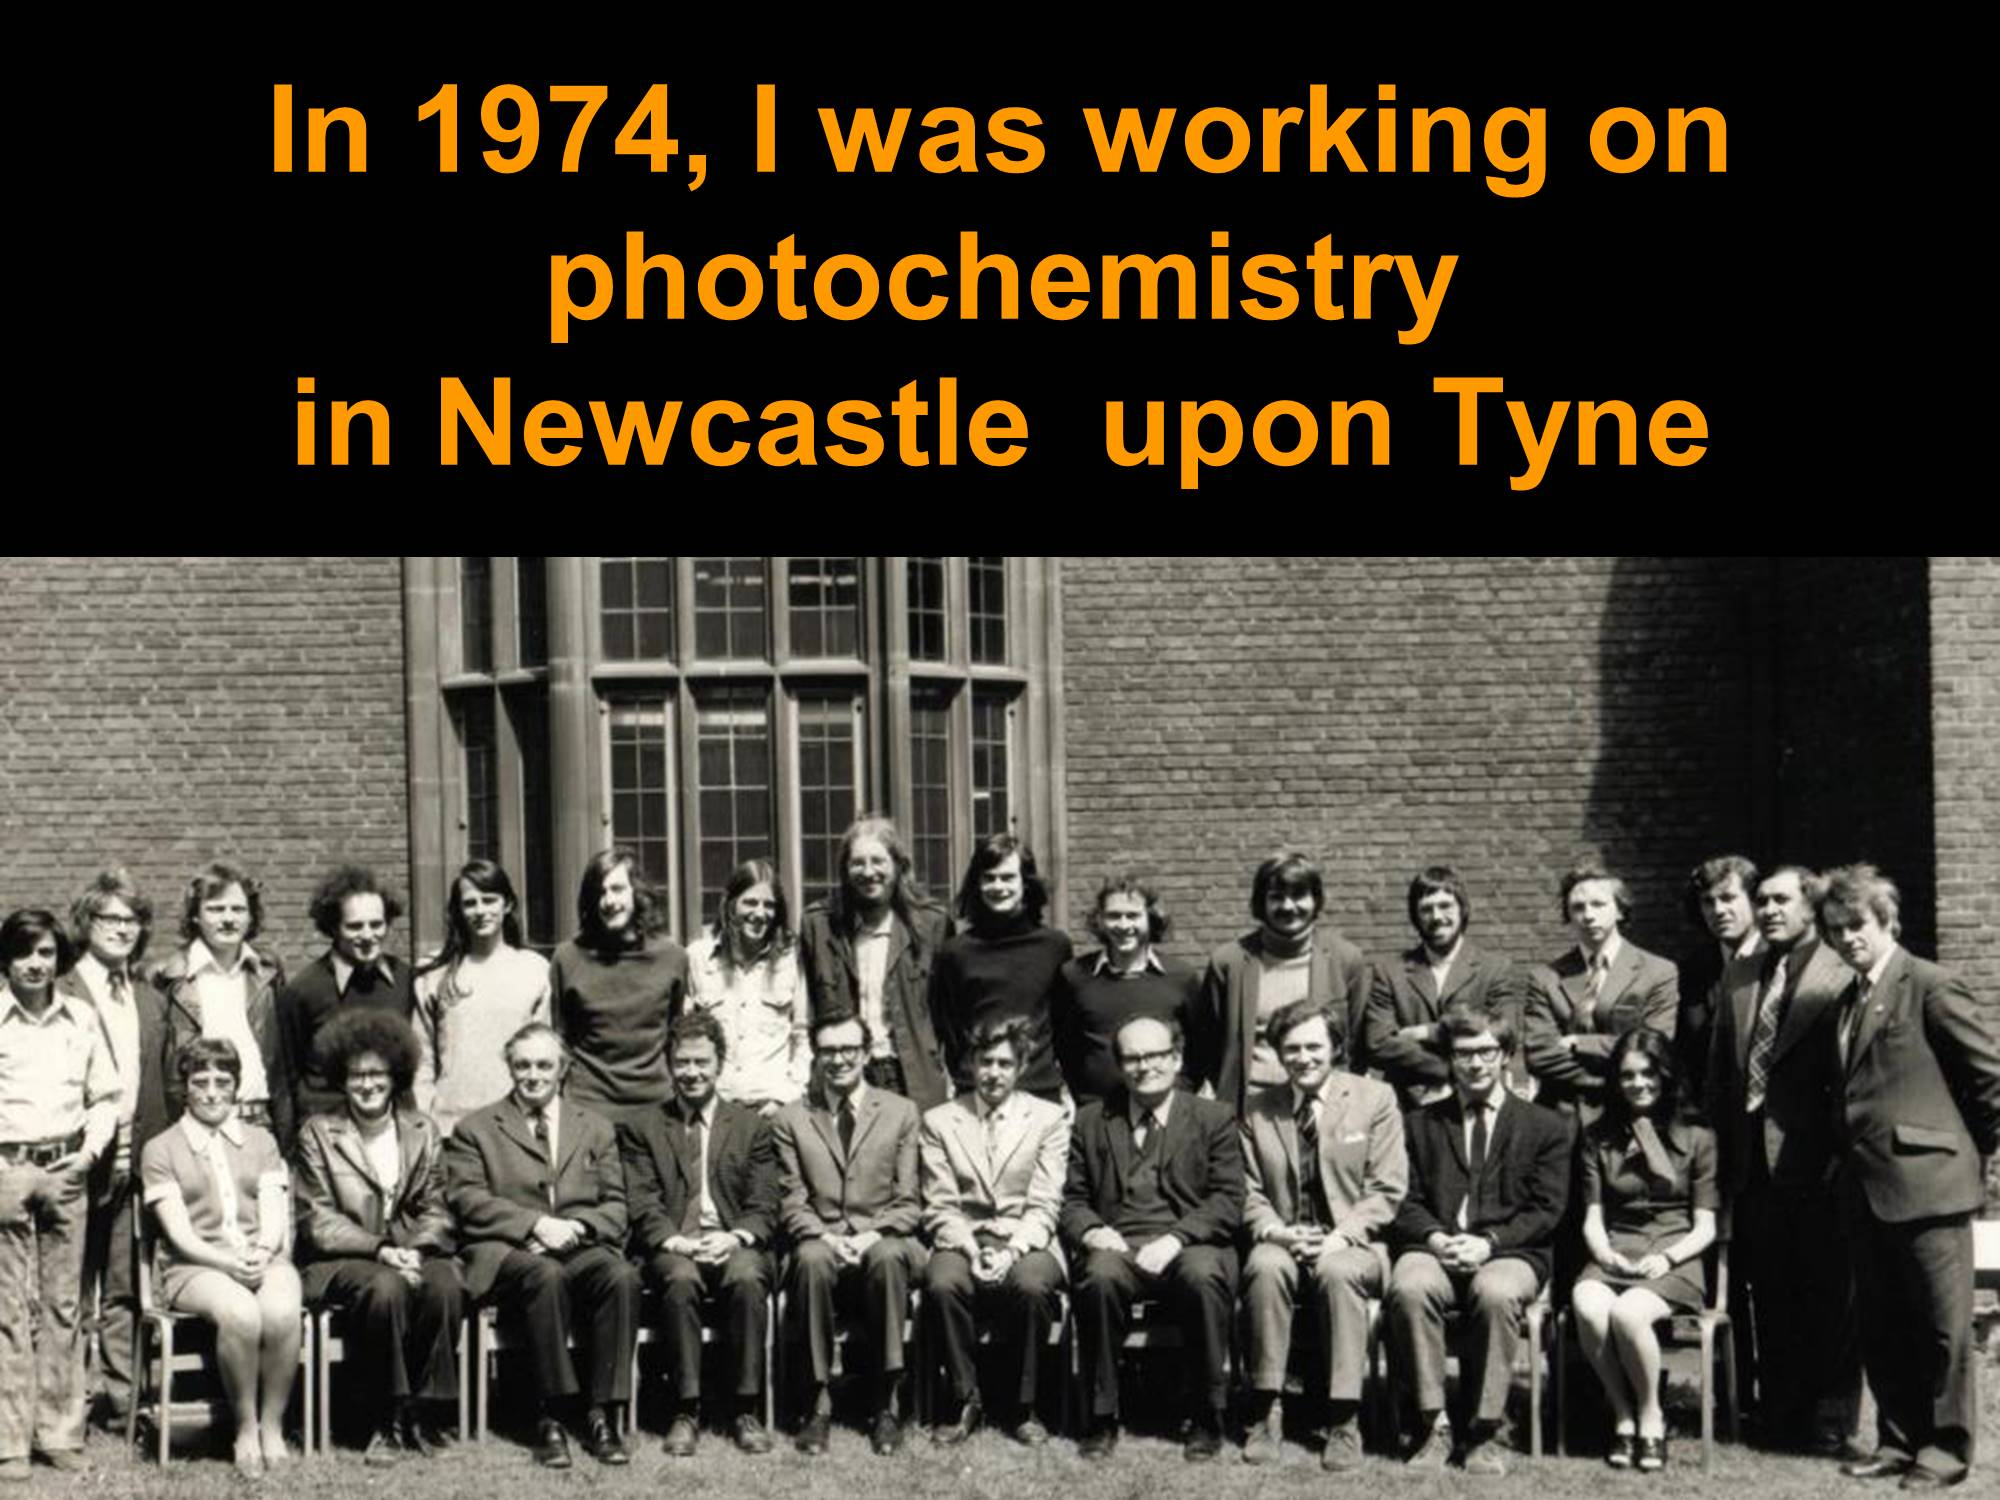 In 1974, I was working on
photochemistry
in Newcastle  upon Tyne